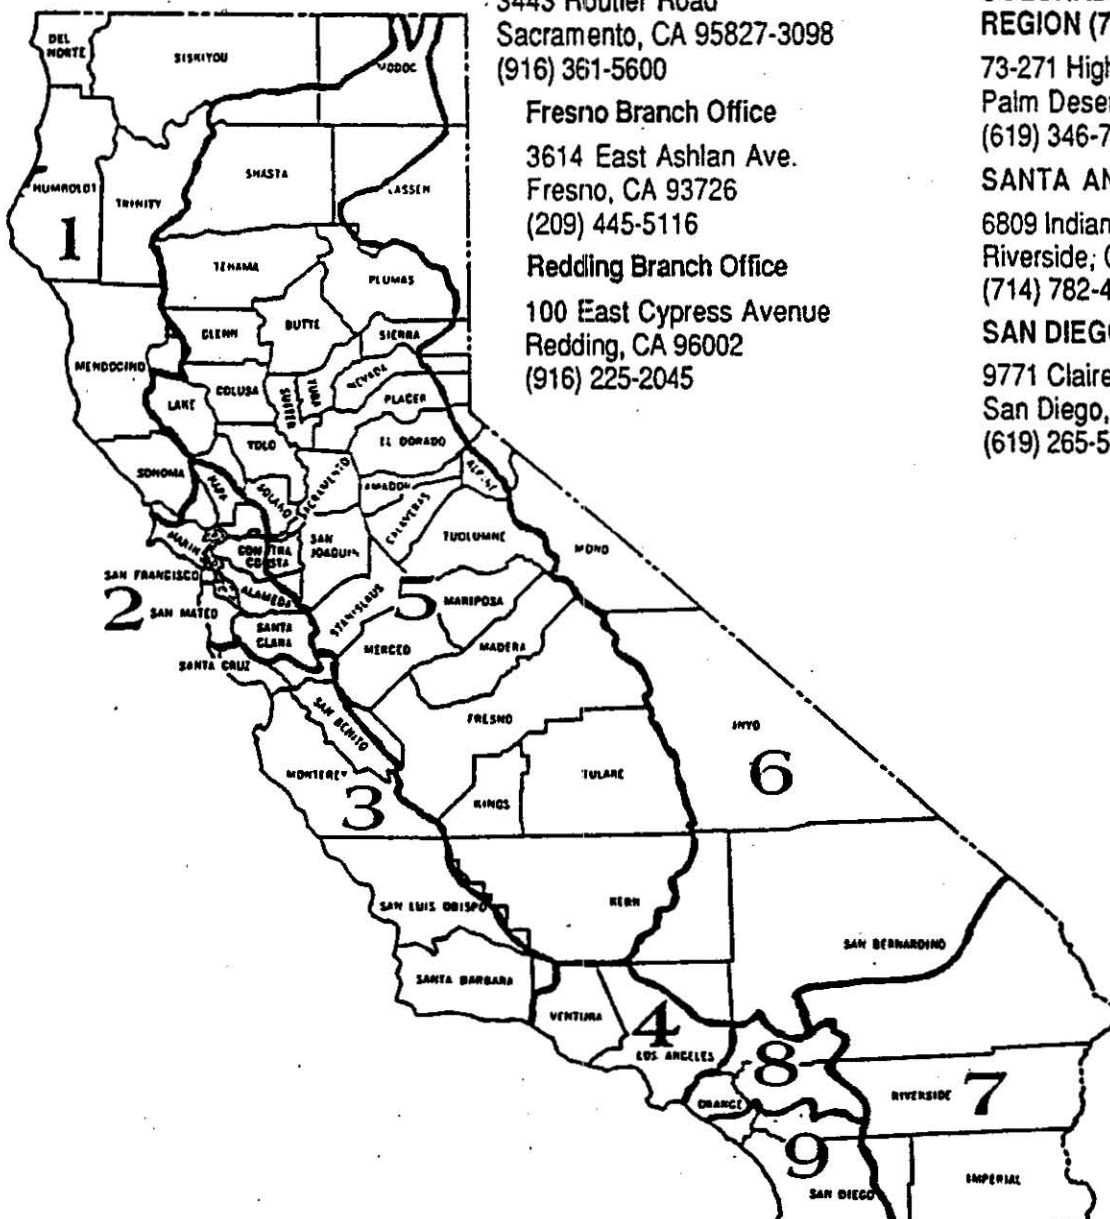 3443 Routier Road
Sacramento, CA 95827-3098
(916) 361-5600
Fresno Branch Office
3614 East Ashlan Ave.
Fresno, CA 93726
(209) 445-5116
Redding Branch Office
100 East Cypress Avenue
Redding, CA 96002
(916) 225-2045
REGION (7
73-271 High
Palm Deser
(619) 346-7
SANTA AN
6809 Indian
Riverside, C
(714) 782-4
SAN DIEGO
9771 Claire
San Diego,
(619) 265-5
DEL
NORTE
SISKIYOU
MODOC
HUMBOLDT
1
TRINITY
SHASTA
LASSEN
TEHAMA
PLUMAS
GLENN
BUTTE
SIERRA
MENDOCINO
COLUSA
SUTTER
YUBA
NEVADA
LAKE
PLACER
YOLO
EL DORADO
SONOMA
NAPA
SOLANO
SACRAMENTO
AMADOR
ALPINE
CALAVERAS
MARIN
CONTRA
COSTA
SAN
JOAQUIN
TUOLUMNE
MONO
SAN FRANCISCO
2
SAN MATEO
ALAMEDA
STANISLAUS
5
MARIPOSA
SANTA
CLARA
MERCED
MADERA
SANTA CRUZ
SAN BENITO
FRESNO
INYO
6
MONTEREY
3
KINGS
TULARE
SAN LUIS OBISPO
KERN
SAN BERNARDINO
SANTA BARBARA
VENTURA
4
LOS ANGELES
8
ORANGE
RIVERSIDE
7
9
SAN DIEGO
IMPERIAL